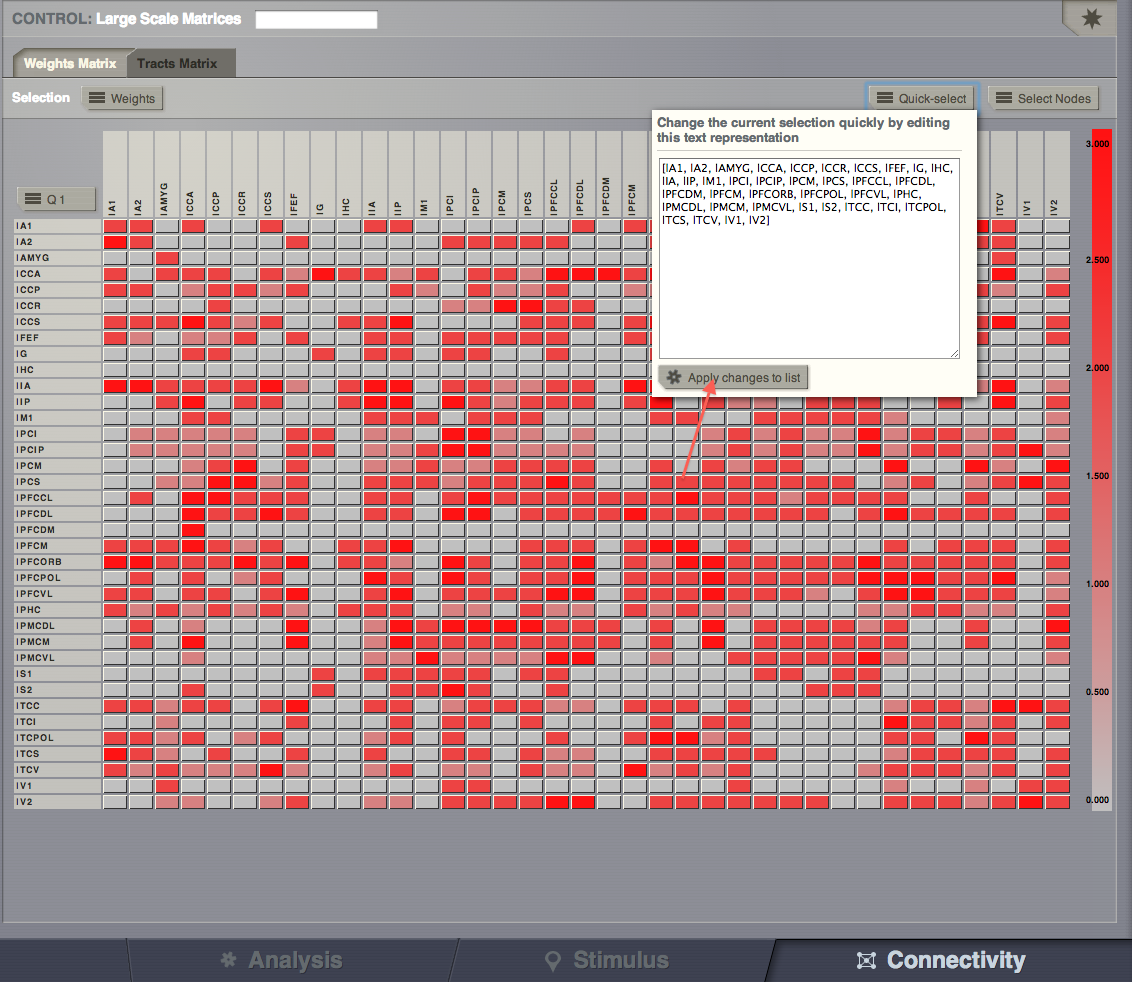 CONTROL: Large Scale Matrices
Weights Matrix Tracts Matrix
Selection Weights Quick-select Select Nodes
Change the current selection quickly by editing
this text representation
[IA1, IA2, IAMYG, ICCA, ICCP, ICCR, ICCS, IFEF, IG, IHC,
IIA, IIP, IM1, IPCI, IPCIP, IPCM, IPCS, IPFCCL, IPFCDL,
IPFCDM, IPFCM, IPFCORB, IPFCPOL, IPFCVL, IPHC,
IPMCDL, IPMCM, IPMCVL, IS1, IS2, ITCC, ITCI, ITCPOL,
ITCS, ITCV, IV1, IV2]
Apply changes to list
Q 1
IA1 IA2 IAMYG ICCA ICCP ICCR ICCS IFEF IG IHC IIA IIP IM1 IPCI IPCIP IPCM IPCS IPFCCL IPFCDL IPFCDM IPFCM ITCV IV1 IV2
IA1
IA2
IAMYG
ICCA
ICCP
ICCR
ICCS
IFEF
IG
IHC
IIA
IIP
IM1
IPCI
IPCIP
IPCM
IPCS
IPFCCL
IPFCDL
IPFCDM
IPFCM
IPFCORB
IPFCPOL
IPFCVL
IPHC
IPMCDL
IPMCM
IPMCVL
IS1
IS2
ITCC
ITCI
ITCPOL
ITCS
ITCV
IV1
IV2
3.000
2.500
2.000
1.500
1.000
0.500
0.000
Analysis Stimulus Connectivity